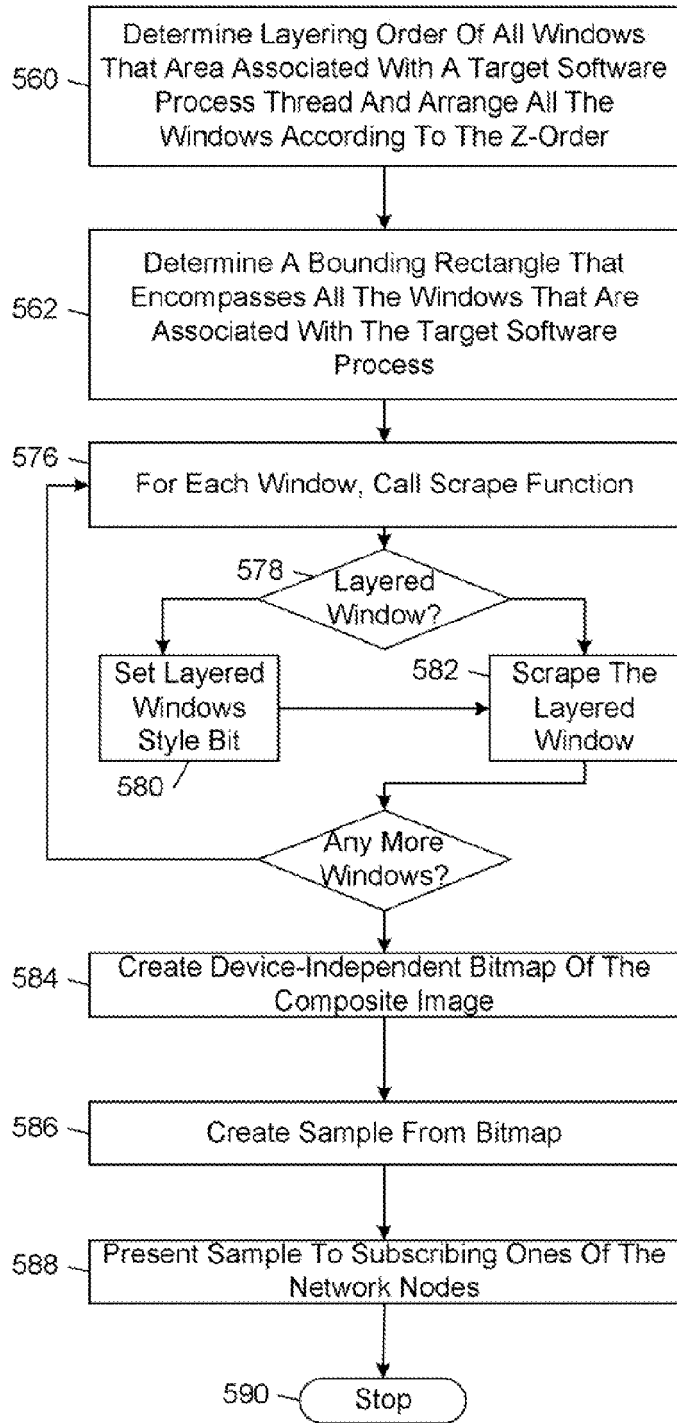 560
Determine Layering Order Of All Windows
That Area Associated With A Target Software
Process Thread And Arrange All The
Windows According To The Z-Order
562
Determine A Bounding Rectangle That
Encompasses All The Windows That Are
Associated With The Target Software
Process
576
For Each Window, Call Scrape Function
578
Layered
Window?
Set Layered
Windows
Style Bit
580
582
Scrape The
Layered
Window
Any More
Windows?
584
Create Device-Independent Bitmap Of The
Composite Image
586
Create Sample From Bitmap
588
Present Sample To Subscribing Ones Of The
Network Nodes
590
Stop